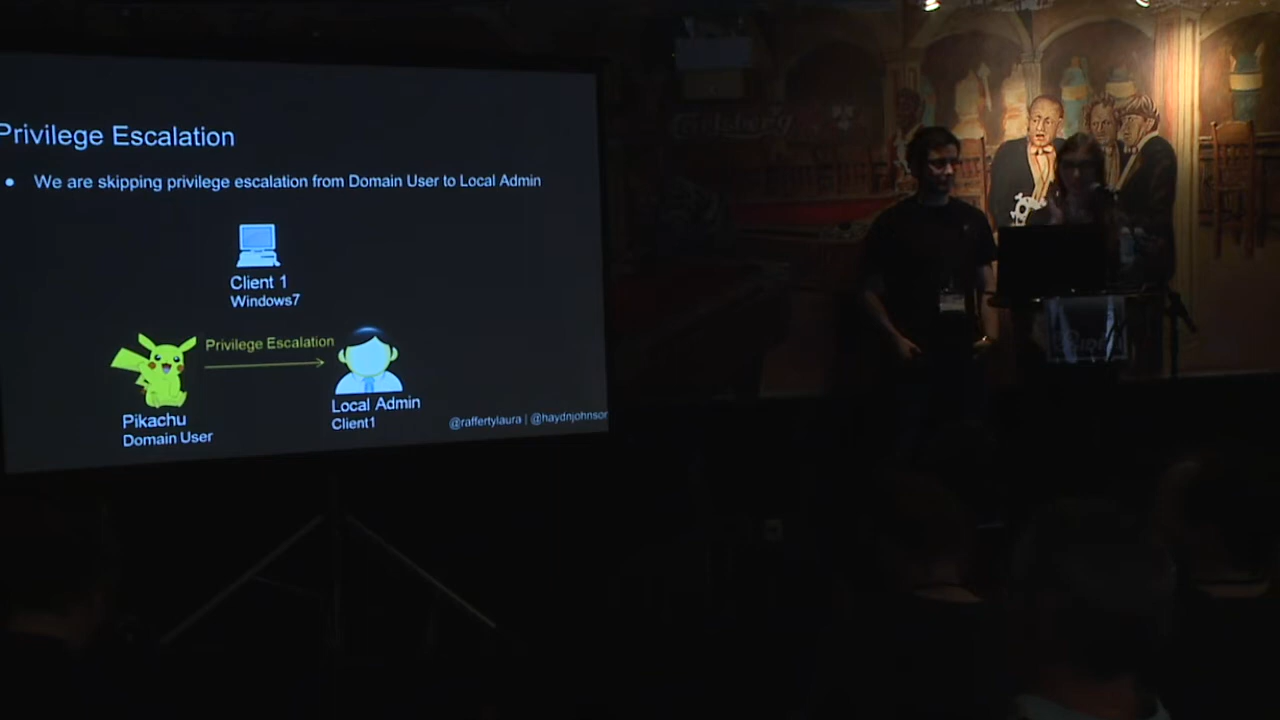 Privilege Escalation
● We are skipping privilege escalation from Domain User to Local Admin
Client 1
Windows7
Privilege Escalation
Pikachu
Domain User
Local Admin
Client1
@raffertylaura | @haydnjohnson
Carlsberg